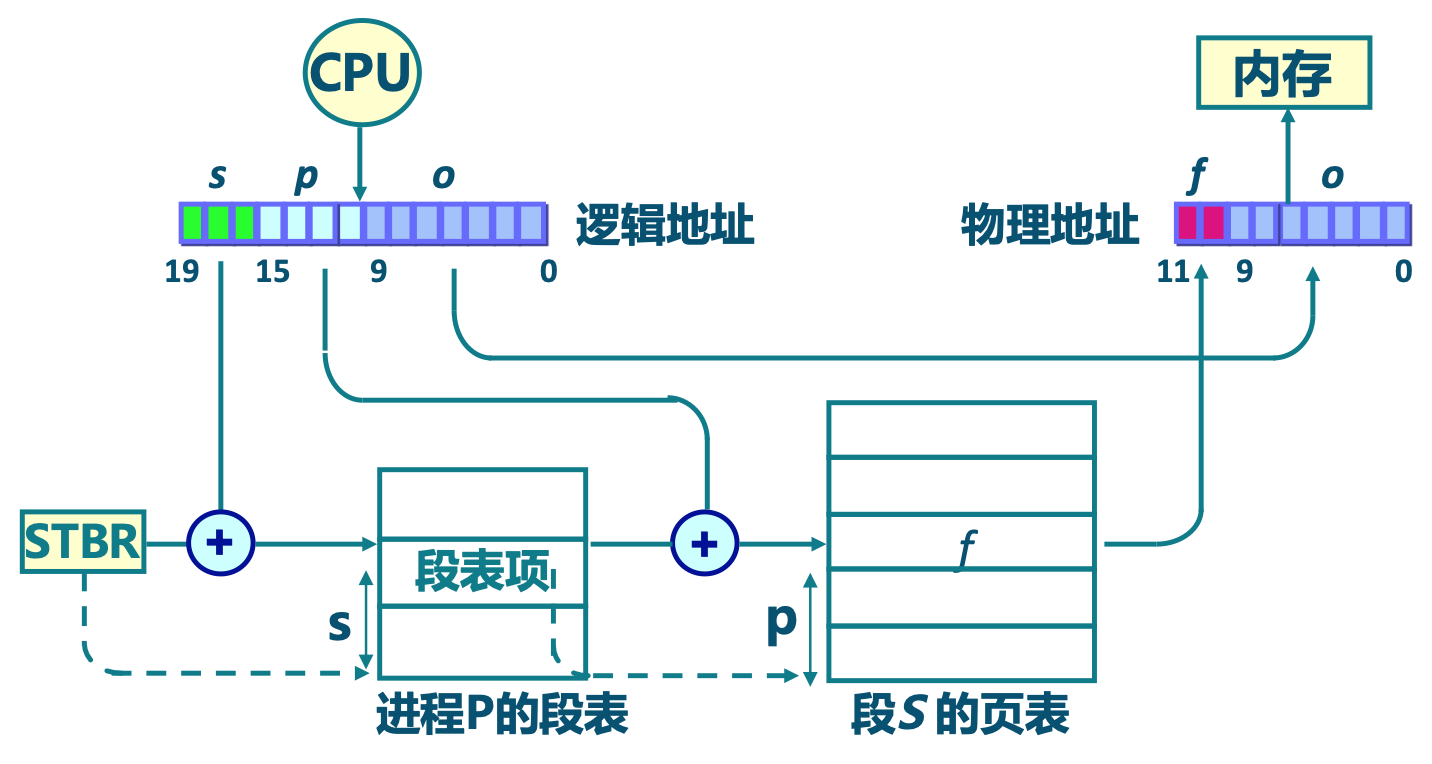 CPU
内存
s p o
f o
逻辑地址
物理地址
19 15 9 0
11 9 0
STBR
+
+
段表项
f
s
p
进程P的段表
段S 的页表